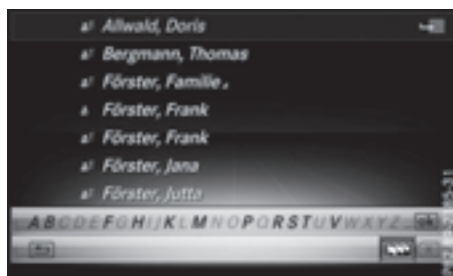 Allwald, Doris
Bergmann, Thomas
Förster, Familie
Förster, Frank
Förster, Frank
Förster, Jana
Förster, Jutta
ABCDEFGHIJKLMNOPQRSTUVWXYZ